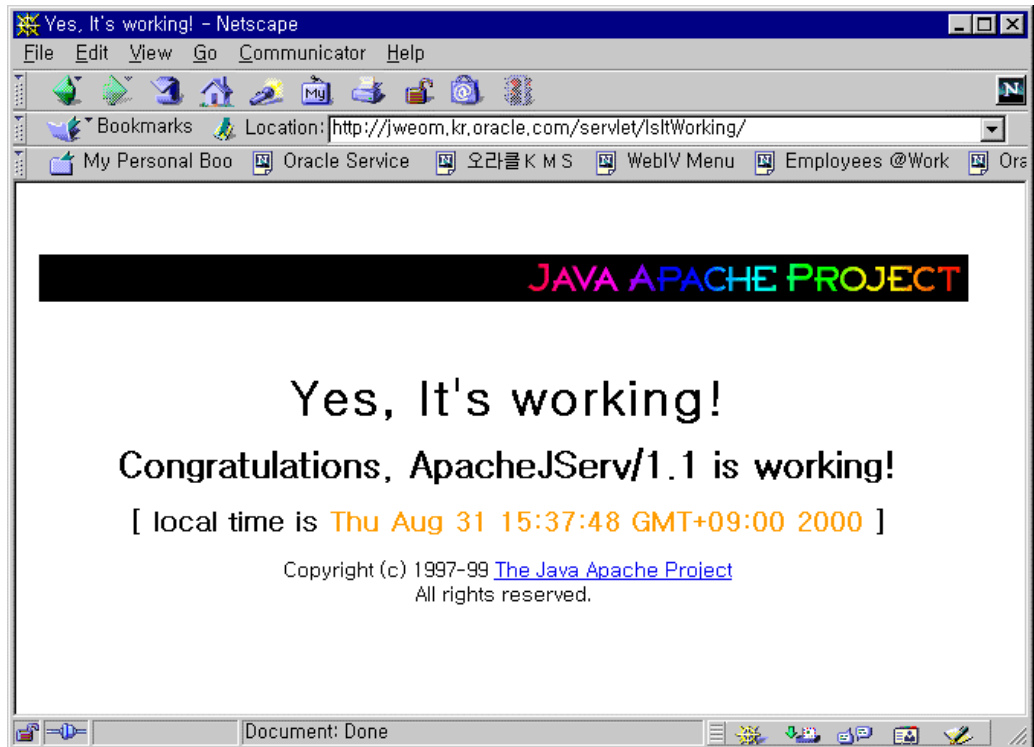 Yes, It's working! - Netscape
File Edit View Go Communicator Help
My
N
Bookmarks Location: http://jweom.kr.oracle.com/servlet/IsItWorking/
My Personal Boo Oracle Service 오라클K M S WebIV Menu Employees @Work Ora
JAVA APACHE PROJECT
Yes, It's working!
Congratulations, ApacheJServ/1.1 is working!
[ local time is Thu Aug 31 15:37:48 GMT+09:00 2000 ]
Copyright (c) 1997-99 The Java Apache Project
All rights reserved.
Document: Done